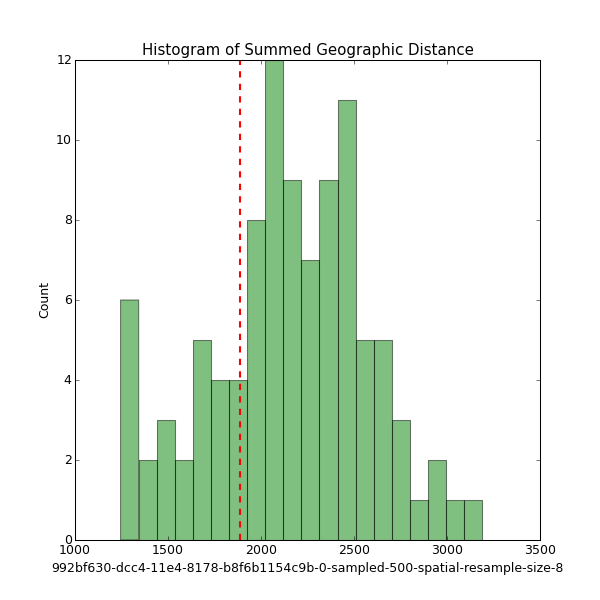 Histogram of Summed Geographic Distance
12
10
8
6
4
2
0
Count
1000 1500 2000 2500 3000 3500
992bf630-dcc4-11e4-8178-b8f6b1154c9b-0-sampled-500-spatial-resample-size-8